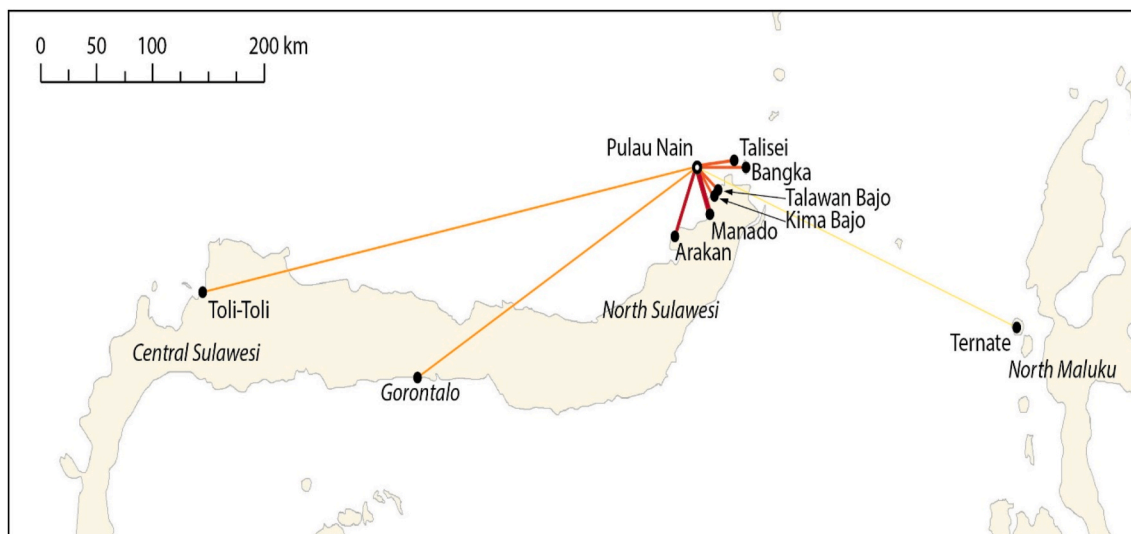 0 50 100 200 km
Pulau Nain
Talisei
Bangka
Talawan Bajo
Kima Bajo
Manado
Arakan
North Sulawesi
Toli-Toli
Central Sulawesi
Gorontalo
Ternate
North Maluku